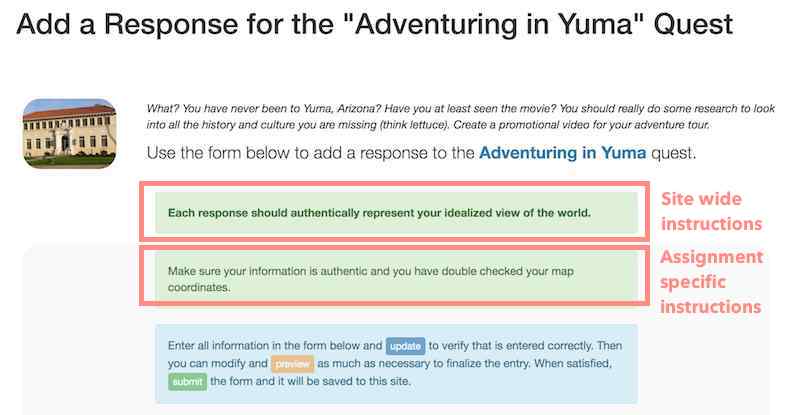 Add a Response for the "Adventuring in Yuma" Quest
What? You have never been to Yuma, Arizona? Have you at least seen the movie? You should really do some research to look
into all the history and culture you are missing (think lettuce). Create a promotional video for your adventure tour.
Use the form below to add a response to the Adventuring in Yuma quest.
Each response should authentically represent your idealized view of the world.
Site wide
instructions
Make sure your information is authentic and you have double checked your map
coordinates.
Assignment
specific
instructions
Enter all information in the form below and update to verify that is entered correctly. Then
you can modify and preview as much as necessary to finalize the entry. When satisfied,
submit the form and it will be saved to this site.